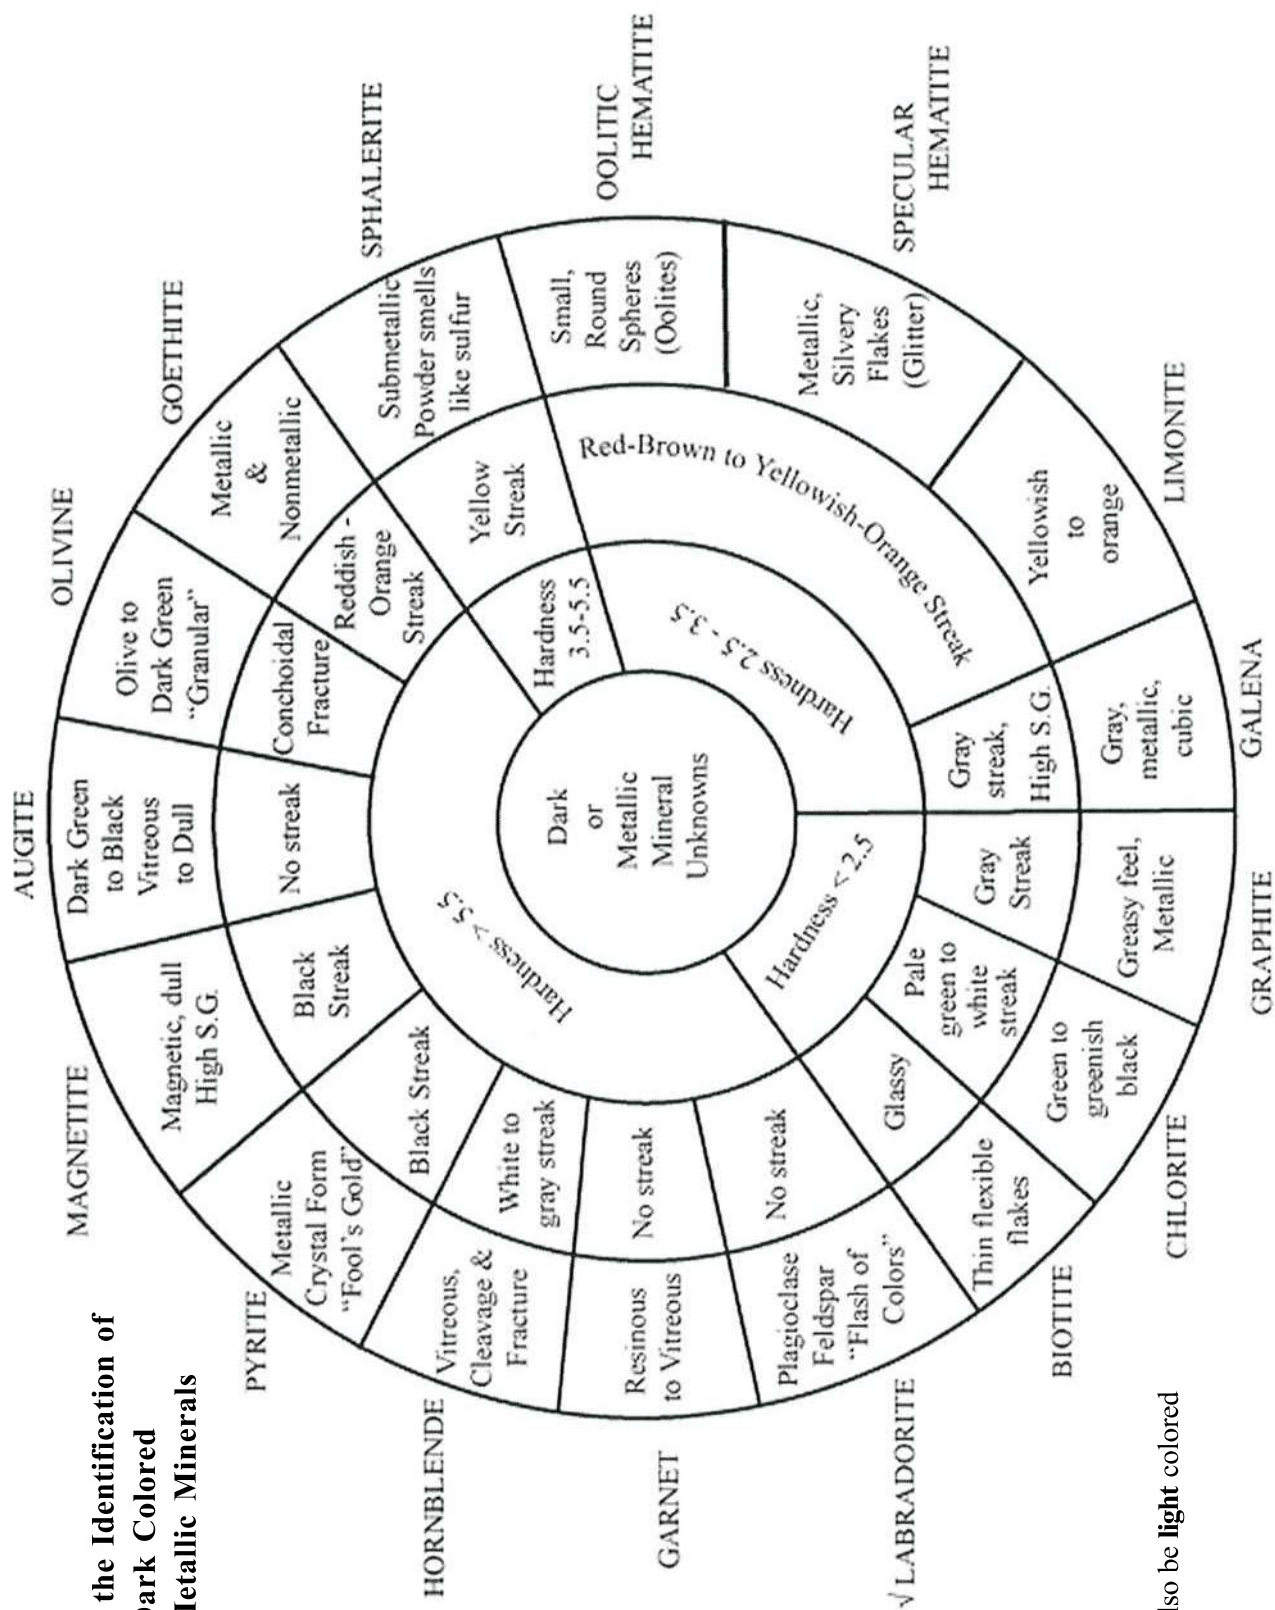 the Identification of
Dark Colored
Metallic Minerals
Dark
or
Metallic
Mineral
Unknowns
Hardness > 5.5
Hardness
3.5-5.5
Hardness 2.5 - 3.5
Hardness < 2.5
No streak
No streak
White to
gray streak
Black Streak
Black
Streak
No streak
Conchoidal
Fracture
Reddish -
Orange
Streak
Yellow
Streak
Red-Brown to Yellowish-Orange Streak
Gray
streak,
High S.G.
Gray
Streak
Pale
green to
white
streak
Glassy
Plagioclase
Feldspar
"Flash of
Colors"
√ LABRADORITE
Resinous
to Vitreous
GARNET
Vitreous,
Cleavage &
Fracture
HORNBLENDE
Metallic
Crystal Form
"Fool's Gold"
PYRITE
Magnetic, dull
High S.G.
MAGNETITE
Dark Green
to Black
Vitreous
to Dull
AUGITE
Olive to
Dark Green
"Granular"
OLIVINE
Metallic
&
Nonmetallic
GOETHITE
Submetallic
Powder smells
like sulfur
SPHALERITE
Small,
Round
Spheres
(Oolites)
OOLITIC
HEMATITE
Metallic,
Silvery
Flakes
(Glitter)
SPECULAR
HEMATITE
Yellowish
to
orange
LIMONITE
Gray,
metallic,
cubic
GALENA
Greasy feel,
Metallic
GRAPHITE
Green to
greenish
black
CHLORITE
Thin flexible
flakes
BIOTITE
lso be light colored